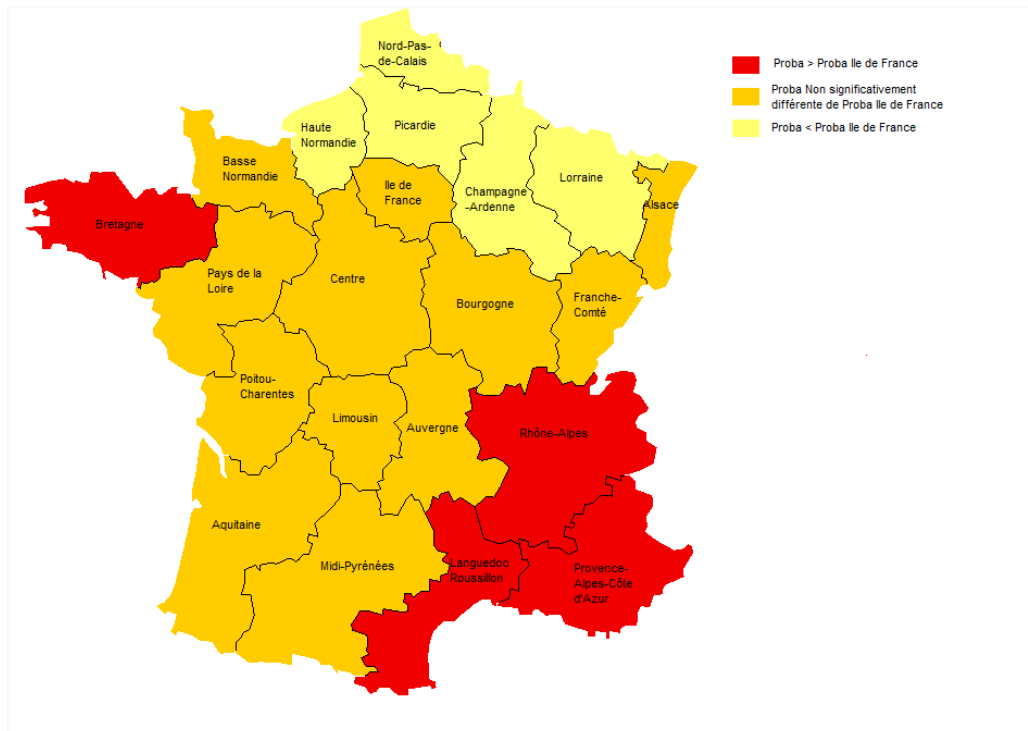 Nord-Pas-
de-Calais
Proba > Proba Ile de France
Proba Non significativement
différente de Proba Ile de France
Proba < Proba Ile de France
Haute
Normandie
Picardie
Basse
Normandie
Ile de
France
Champagne
-Ardenne
Lorraine
Alsace
Bretagne
Pays de la
Loire
Centre
Bourgogne
Franche-
Comté
Poitou-
Charentes
Limousin
Auvergne
Rhône-Alpes
Aquitaine
Midi-Pyrénées
Languedoc
Roussillon
Provence-
Alpes-Côte
d'Azur